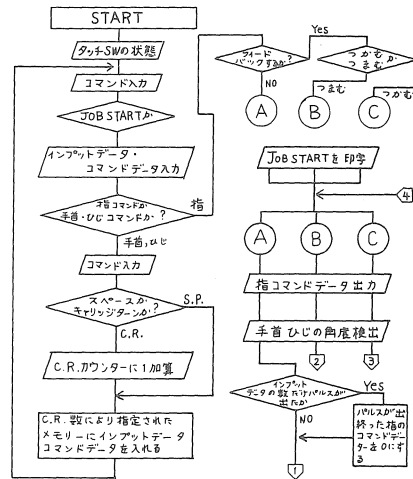 START
タッチSWの状態
コマンド入力
JOB STARTか
インプットデータ・
コマンドデータ入力
指コマンドか
手首・ひじコマンドか?
指
手首,ひじ
コマンド入力
スペースか
キャリッジターンか?
S.P.
C.R.
C.R.カウンターに1加算
C.R.数により指定された
メモリーにインプットデータ
コマンドデータを入れる
フィード
バックするか?
Yes
NO
つかむか
つまむか
つまむ
つかむ
A
B
C
JOB STARTを印字
4
A
B
C
指コマンドデータ出力
手首ひじの角度検出
2
3
インプット
データの数だけパルスが
出たか
Yes
NO
パルスが出
終った指の
コマンドデ
ーターを0にす
る
1